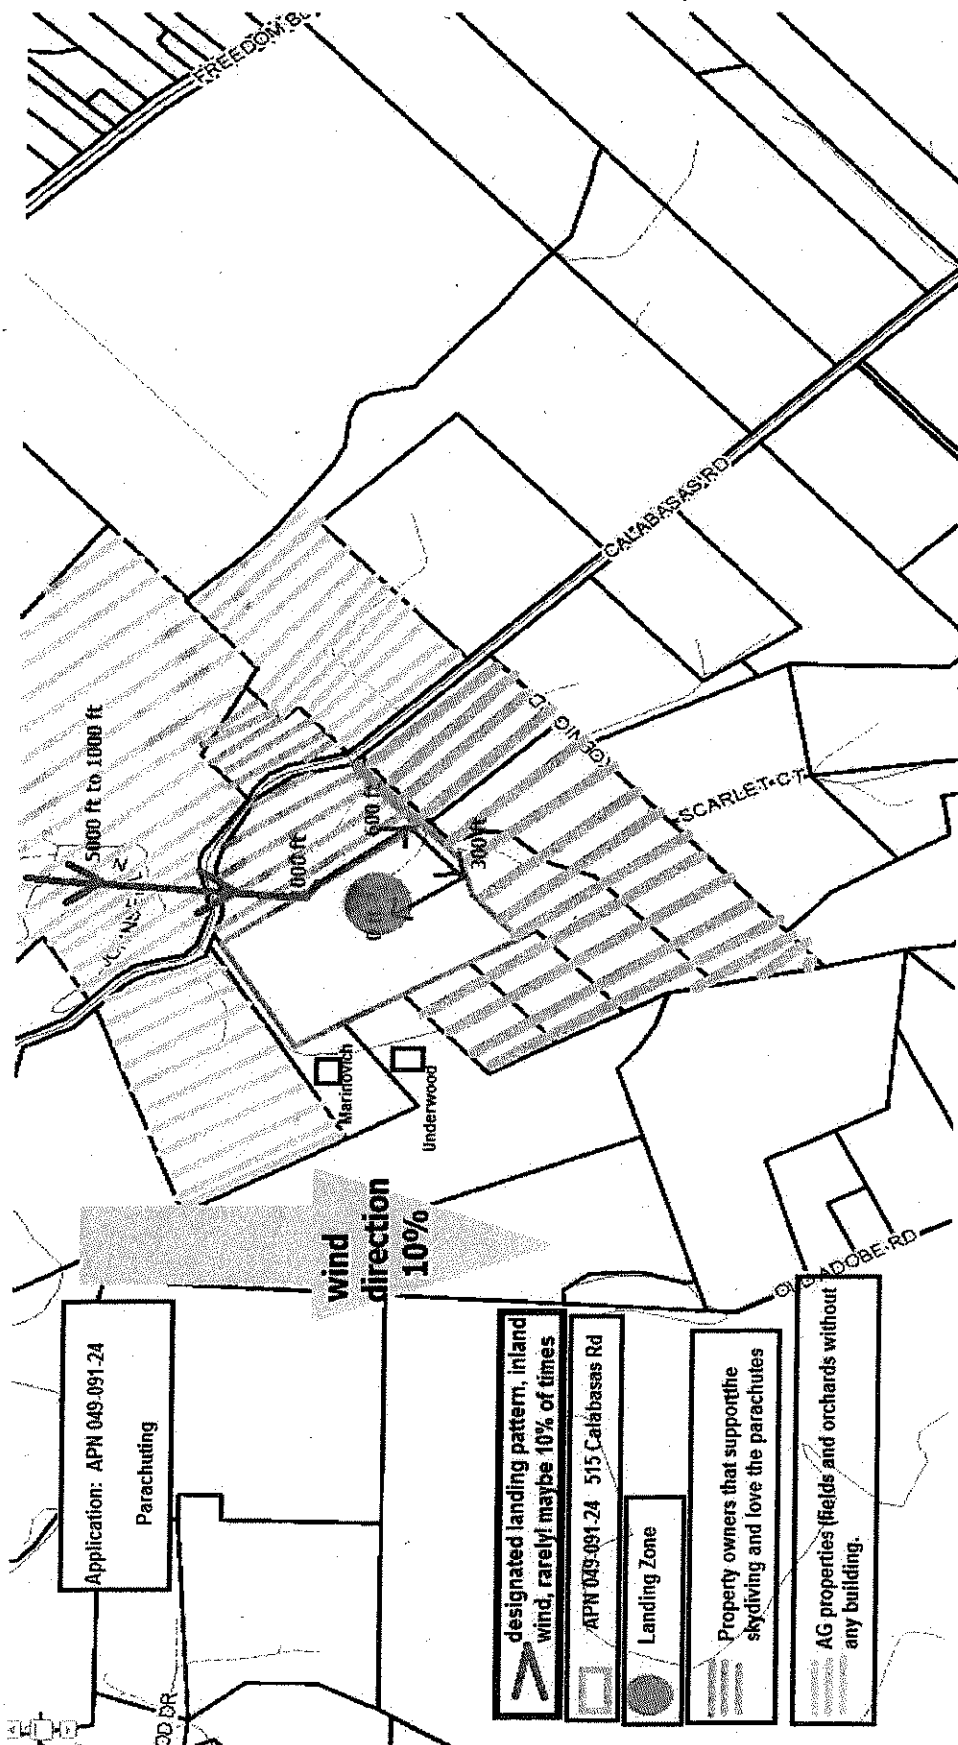 Application: APN 049-091-24
Parachuting
wind
direction
10%
designated landing pattern, inland
wind, rarely! maybe 10% of times
APN 049-091-24 515 Calabasas Rd
Landing Zone
Property owners that support the
skydiving and love the parachutes
AG properties (fields and orchards without
any building.
Marinovich
Underwood
5000 ft to 1000 ft
600 ft
300 ft
FREEDOM
CALABASAS RD
SCARLET CT
OLD ADOBE RD